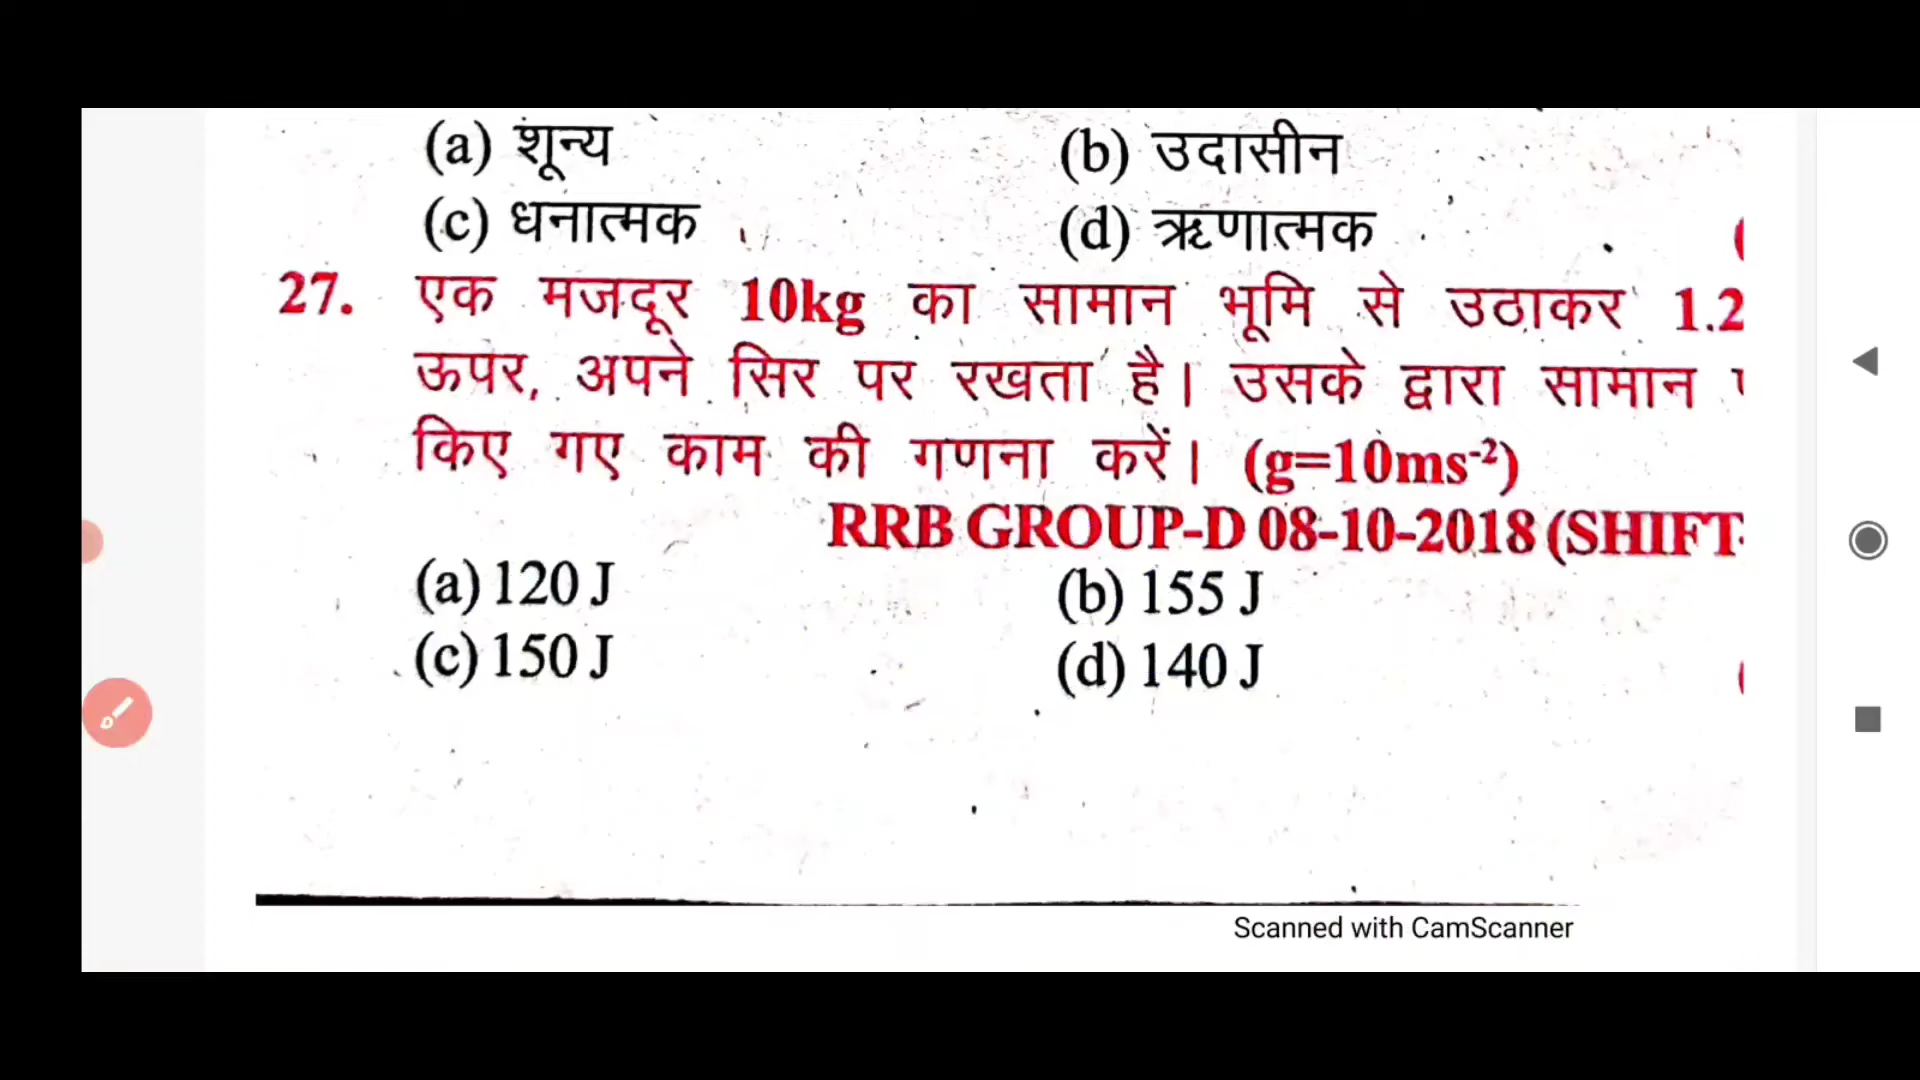 (a) शून्य (b) उदासीन
(c) धनात्मक (d) ऋणात्मक
27. एक मजदूर 10kg का सामान भूमि से उठाकर 1.2
ऊपर, अपने सिर पर रखता है। उसके द्वारा सामान
किए गए काम की गणना करें। (g=10ms⁻²)
RRB GROUP-D 08-10-2018 (SHIFT-
(a) 120 J (b) 155 J
(c) 150 J (d) 140 J
Scanned with CamScanner